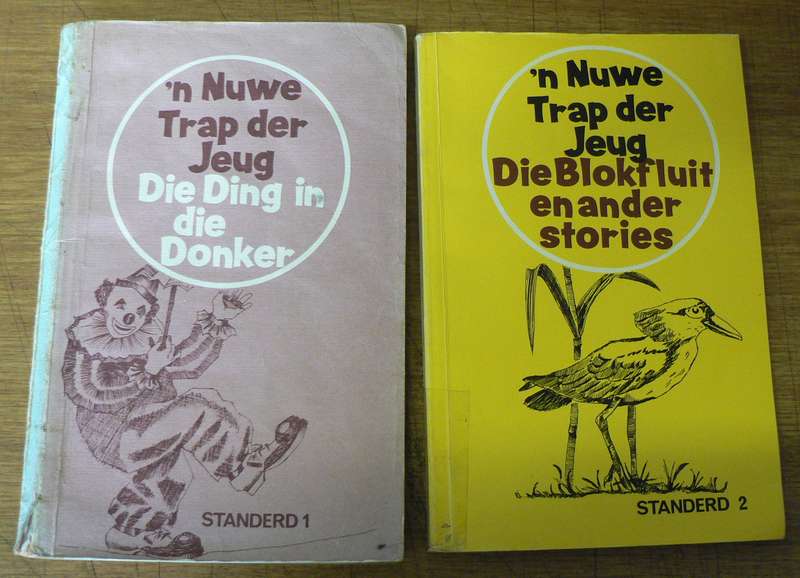 'n Nuwe
Trap der
Jeug
Die Ding in
die
Donker
STANDERD 1
'n Nuwe
Trap der
Jeug
Die Blokfluit
en ander
stories
STANDERD 2